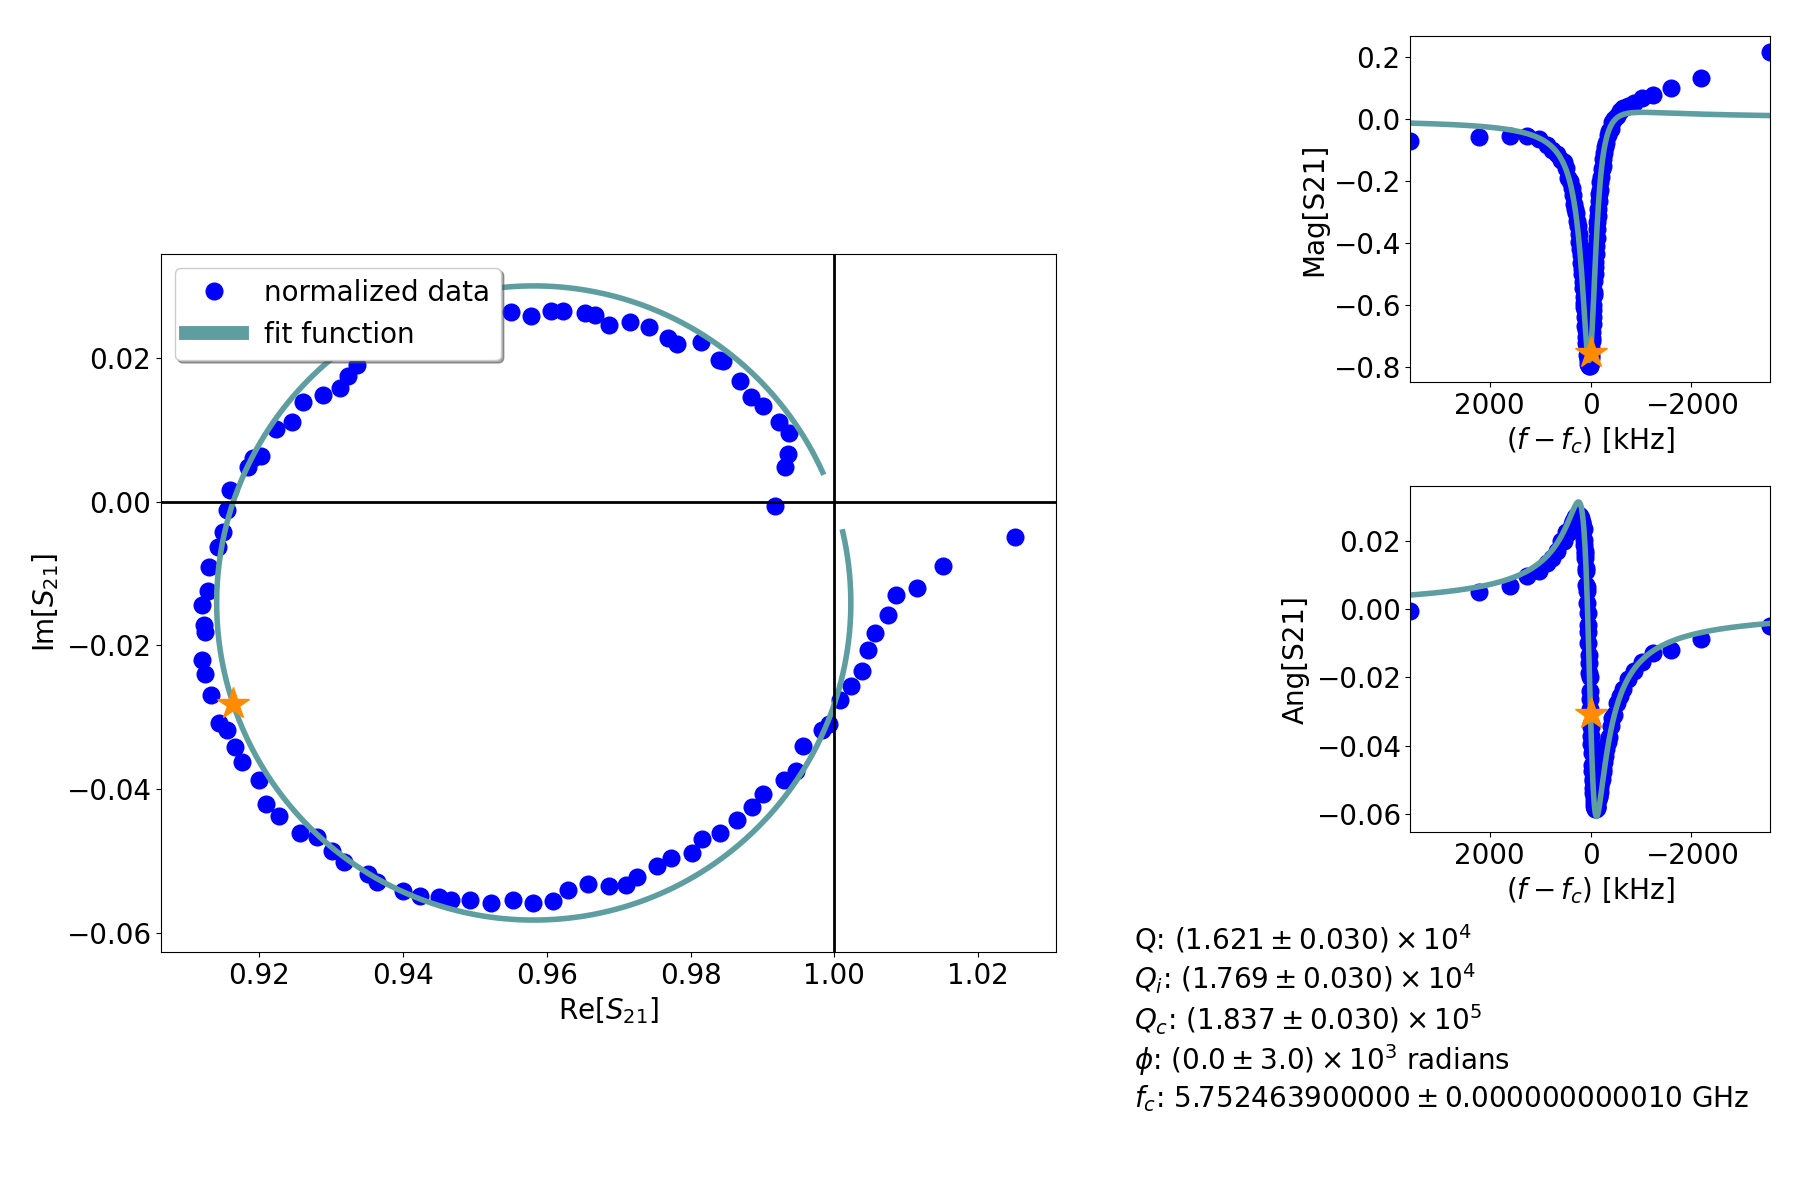 normalized data
fit function
0.02
0.00
−0.02
−0.04
−0.06
Im[S21]
0.92
0.94
0.96
0.98
1.00
1.02
Re[S21]
0.2
0.0
−0.2
−0.4
−0.6
−0.8
Mag[S21]
2000
0
−2000
(f − fc) [kHz]
0.02
0.00
−0.02
−0.04
−0.06
Ang[S21]
2000
0
−2000
(f − fc) [kHz]
Q: (1.621 ± 0.030) × 10^4
Qi: (1.769 ± 0.030) × 10^4
Qc: (1.837 ± 0.030) × 10^5
ϕ: (0.0 ± 3.0) × 10^3 radians
fc: 5.752463900000 ± 0.000000000010 GHz